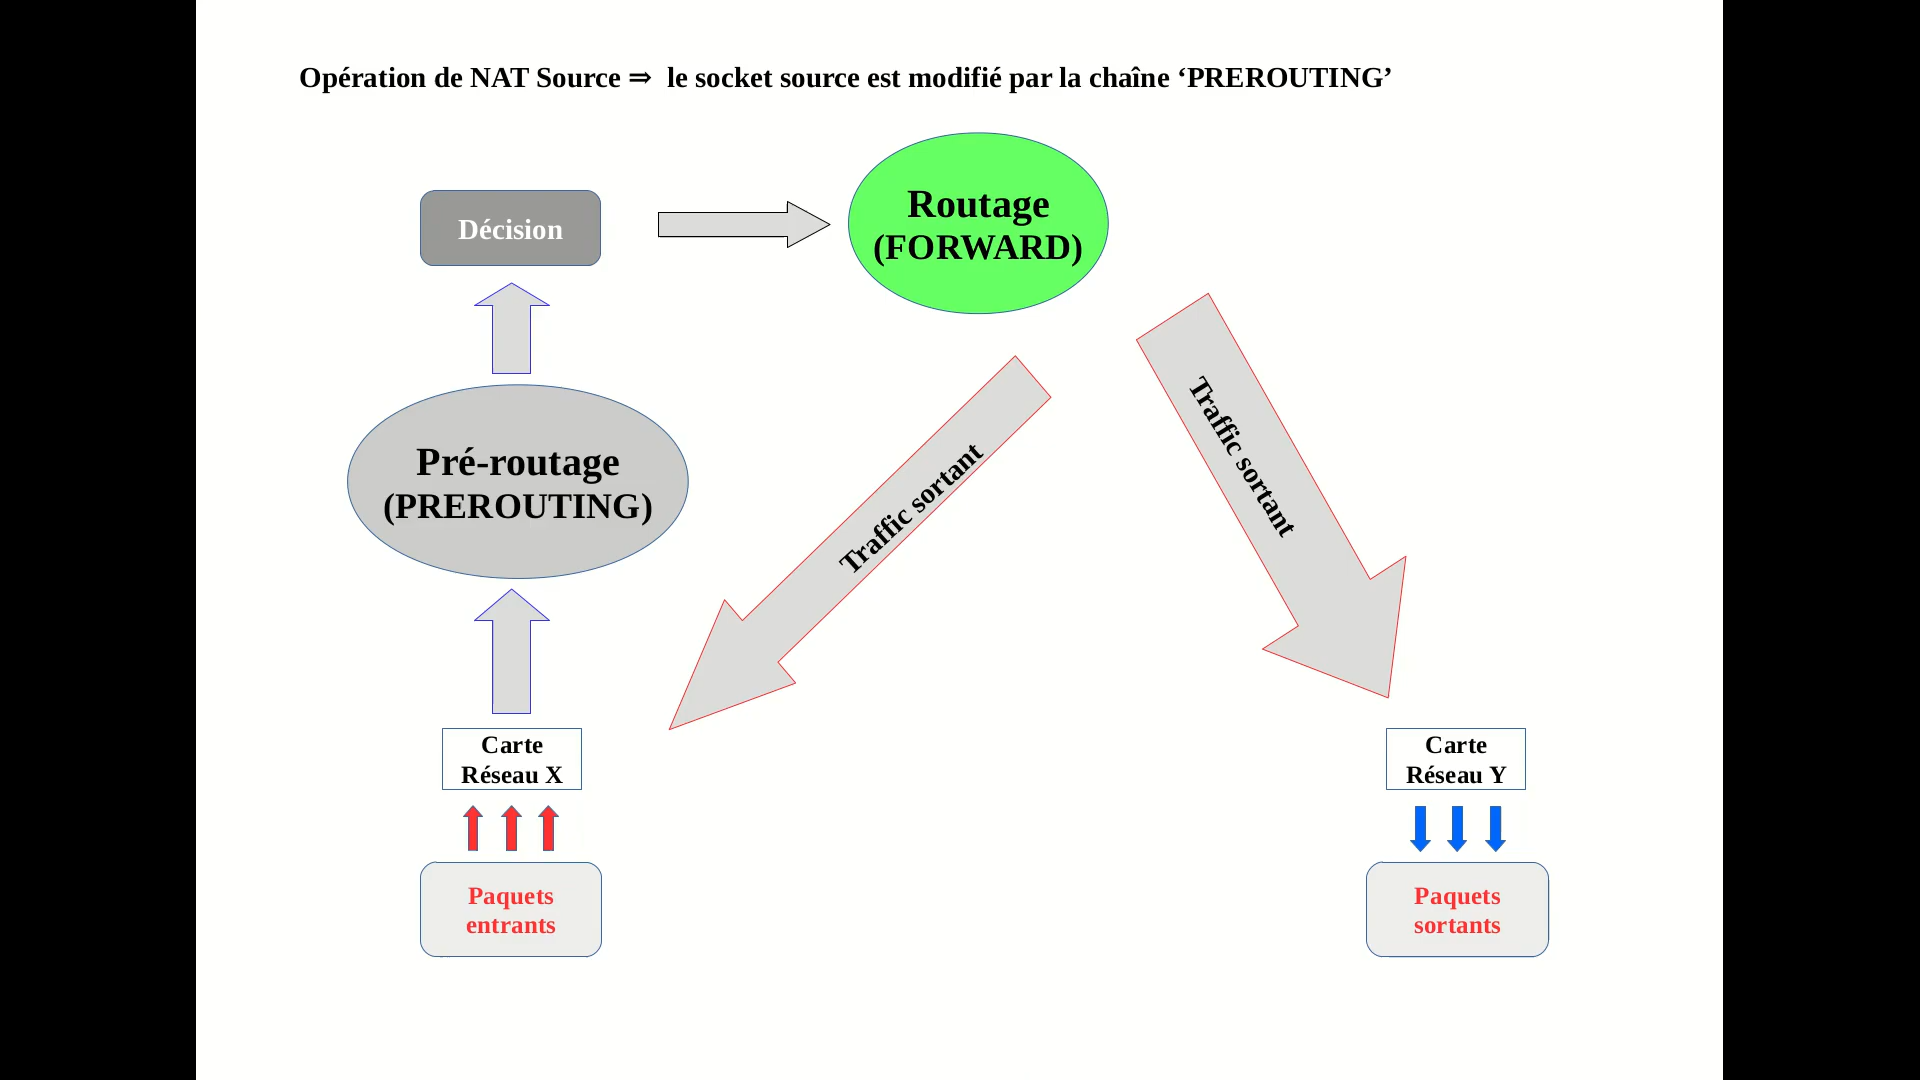 Opération de NAT Source ⇒ le socket source est modifié par la chaîne ‘PREROUTING’
Décision
Routage
(FORWARD)
Pré-routage
(PREROUTING)
Traffic sortant
Traffic sortant
Carte
Réseau X
Carte
Réseau Y
Paquets
entrants
Paquets
sortants